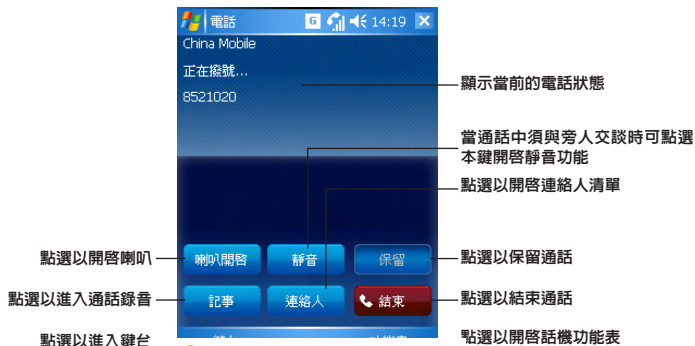 電話
G
14:19
China Mobile
正在撥號...
8521020
顯示當前的電話狀態
當通話中須與旁人交談時可點選
本鍵開啓靜音功能
點選以開啓連絡人清單
點選以開啓喇叭
喇叭開啓
靜音
保留
點選以保留通話
點選以進入通話錄音
記事
連絡人
結束
點選以結束通話
點選以進入鍵台
點選以開啓話機功能表